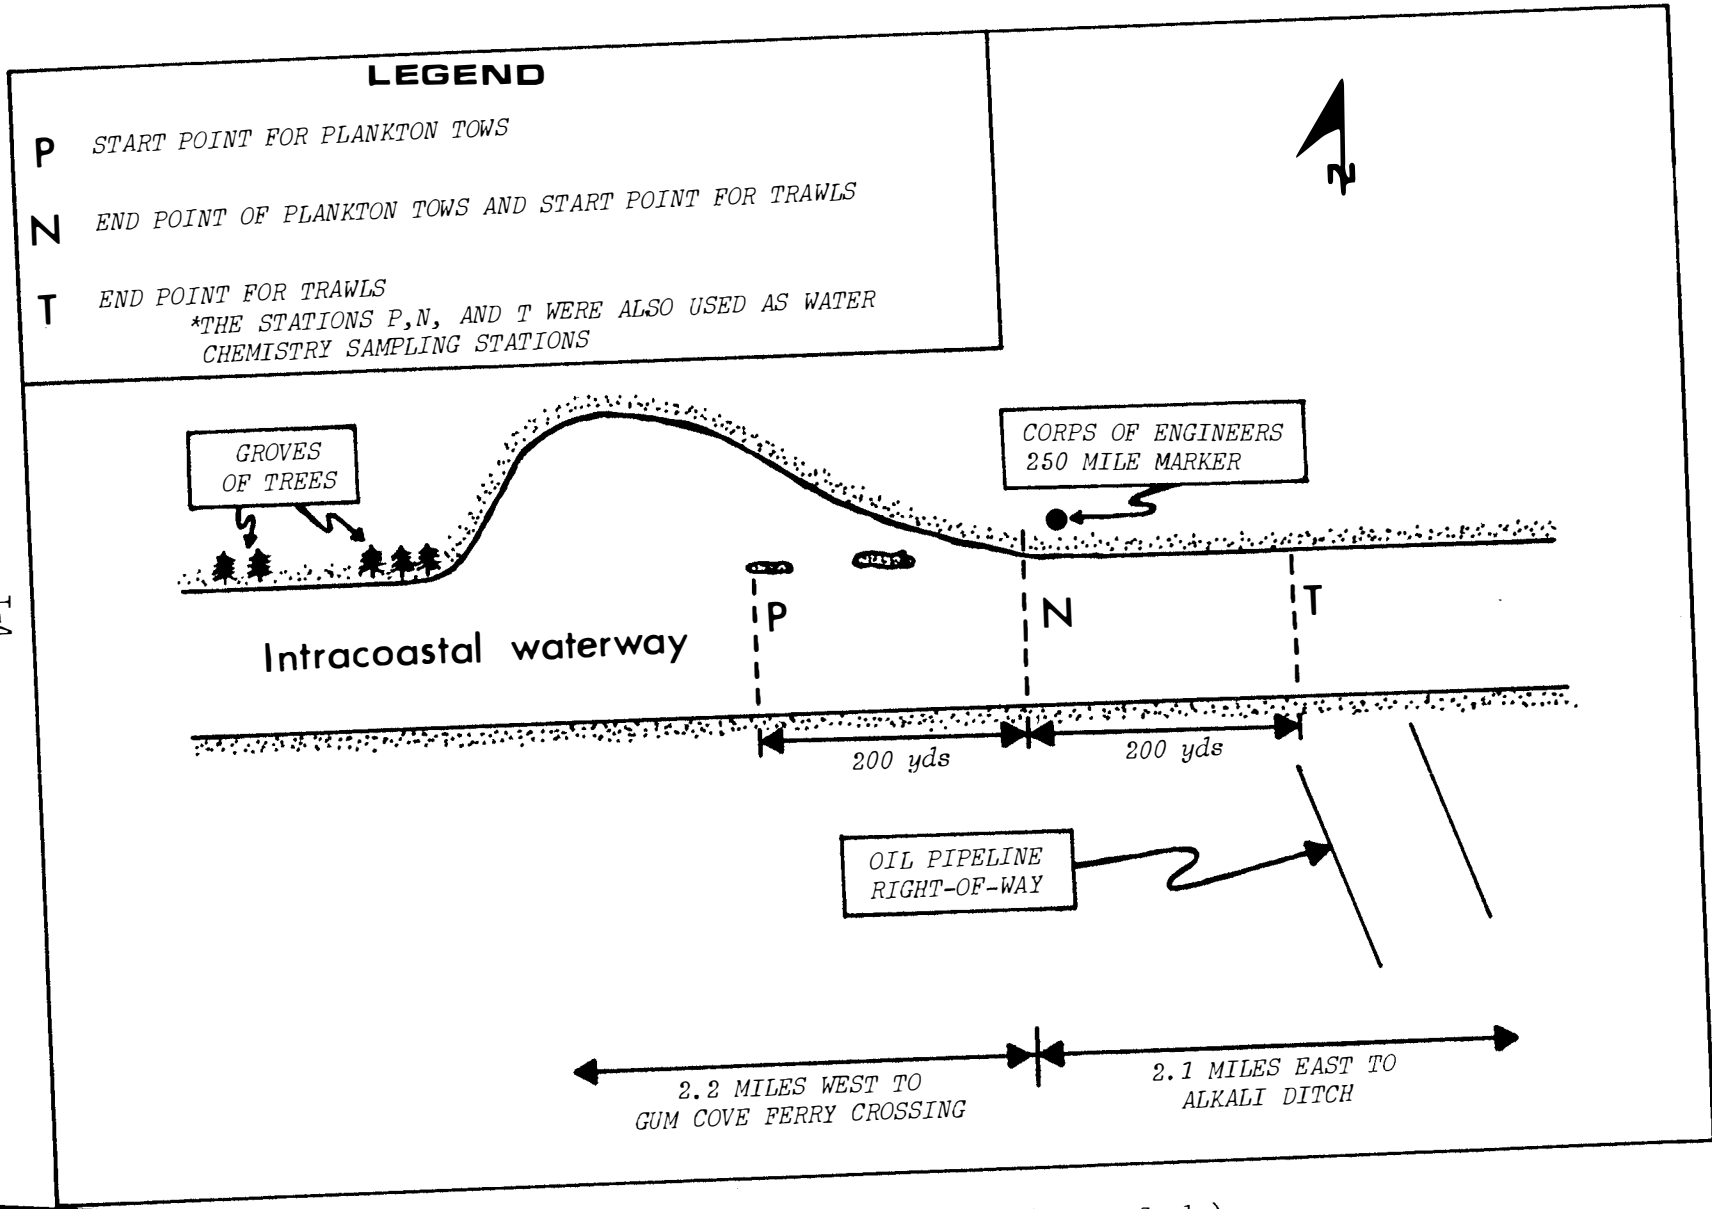 LEGEND
P START POINT FOR PLANKTON TOWS
N END POINT OF PLANKTON TOWS AND START POINT FOR TRAWLS
T END POINT FOR TRAWLS
*THE STATIONS P,N, AND T WERE ALSO USED AS WATER
CHEMISTRY SAMPLING STATIONS
N
GROVES
OF TREES
CORPS OF ENGINEERS
250 MILE MARKER
P
N
T
Intracoastal waterway
200 yds
200 yds
OIL PIPELINE
RIGHT-OF-WAY
2.2 MILES WEST TO
GUM COVE FERRY CROSSING
2.1 MILES EAST TO
ALKALI DITCH